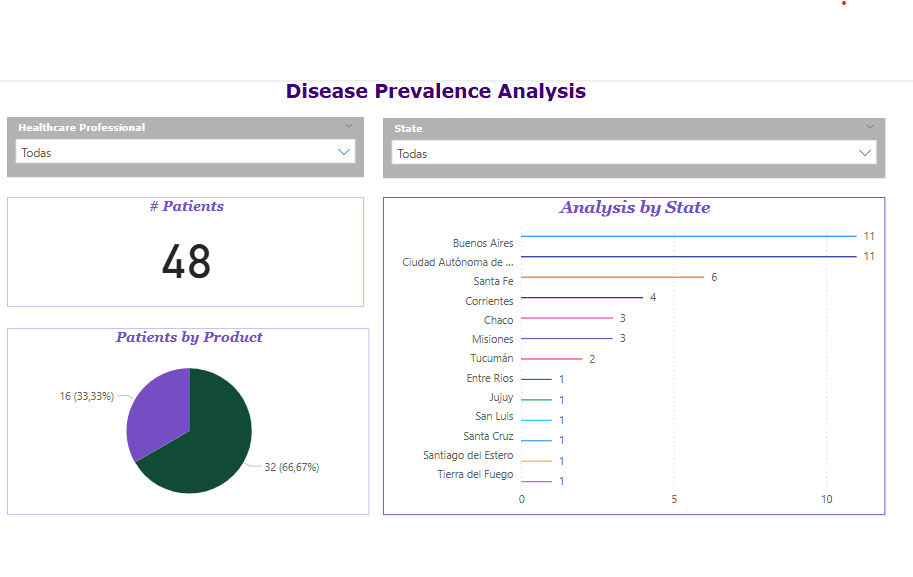 Disease Prevalence Analysis
Healthcare Professional
Todas
State
Todas
# Patients
48
Patients by Product
16 (33,33%)
32 (66,67%)
Analysis by State
Buenos Aires 11
Ciudad Autónoma de ... 11
Santa Fe 6
Corrientes 4
Chaco 3
Misiones 3
Tucumán 2
Entre Rios 1
Jujuy 1
San Luis 1
Santa Cruz 1
Santiago del Estero 1
Tierra del Fuego 1
0 5 10